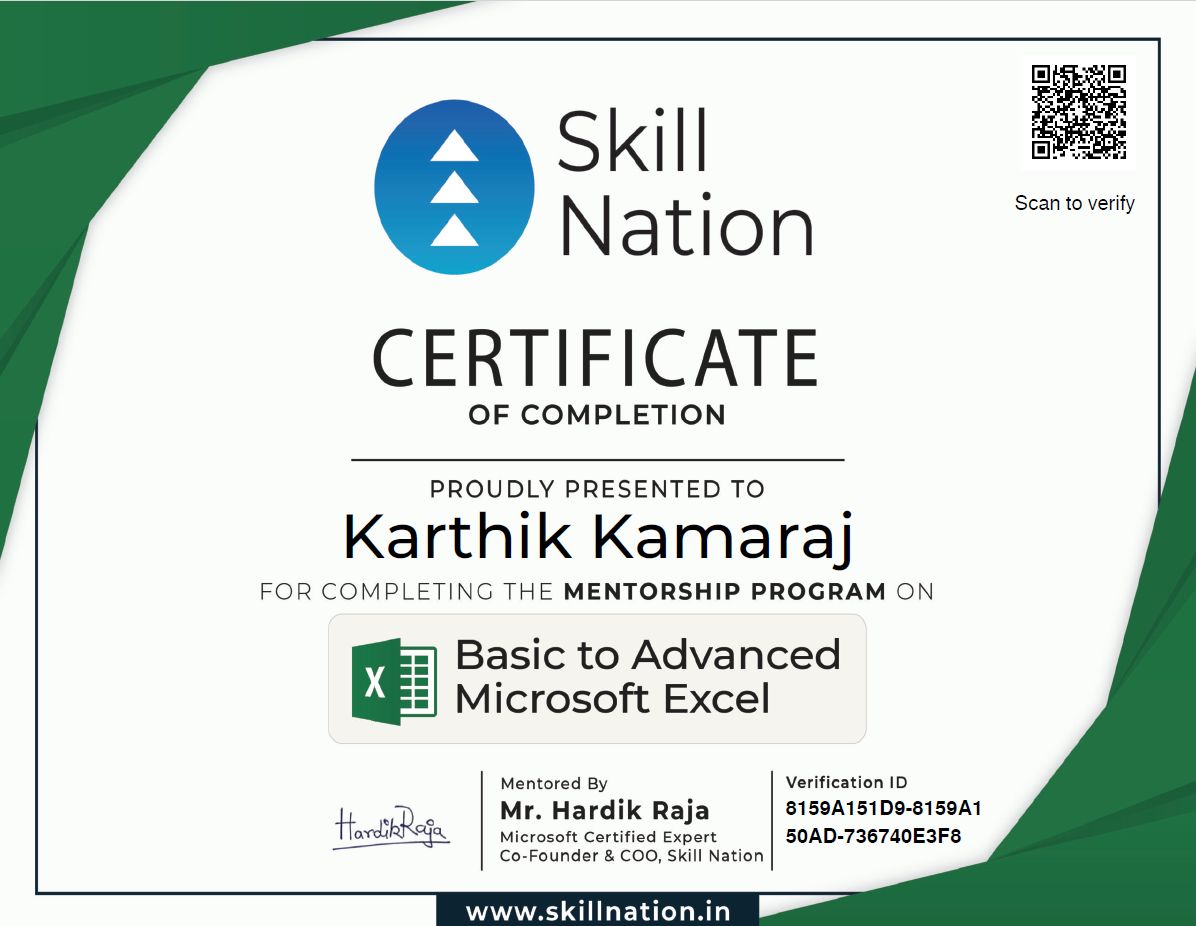 Skill
Nation
Scan to verify
CERTIFICATE
OF COMPLETION
PROUDLY PRESENTED TO
Karthik Kamaraj
FOR COMPLETING THE MENTORSHIP PROGRAM ON
X
Basic to Advanced
Microsoft Excel
HardikRaja
Mentored By
Mr. Hardik Raja
Microsoft Certified Expert
Co-Founder & COO, Skill Nation
Verification ID
8159A151D9-8159A1
50AD-736740E3F8
www.skillnation.in